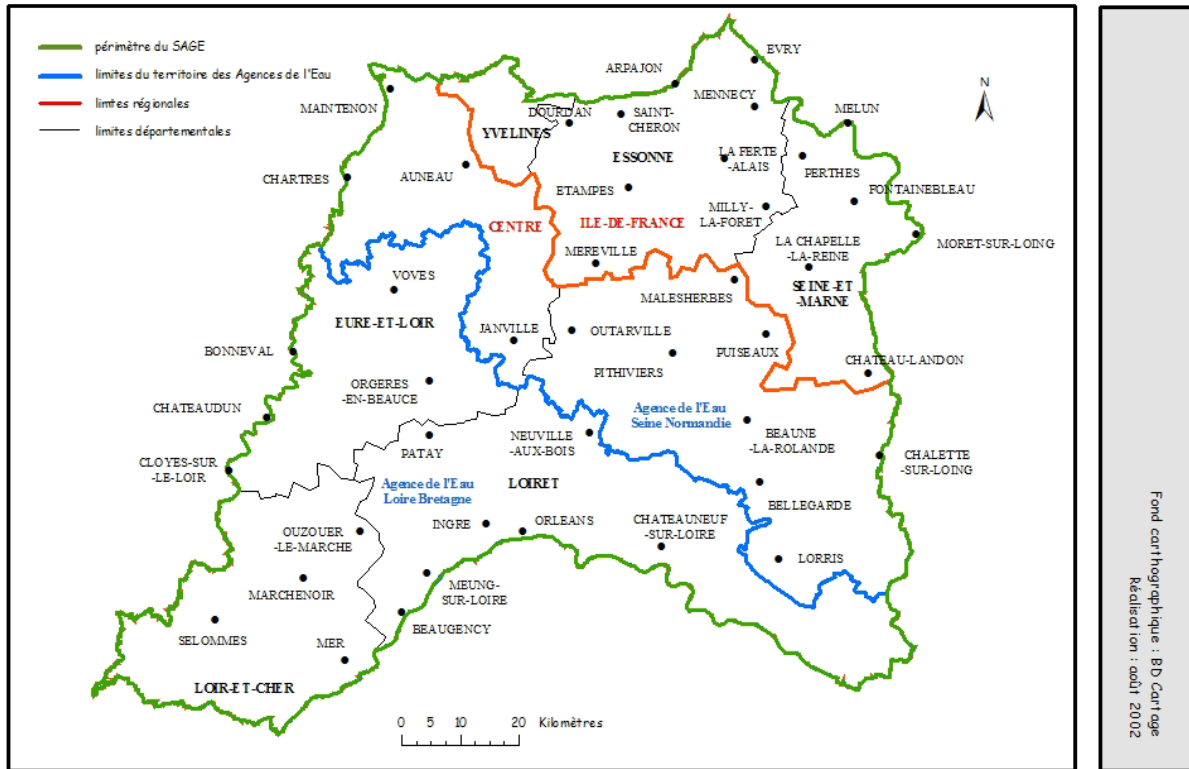 périmètre du SAGE
limites du territoire des Agences de l'Eau
limtes régionales
limites départementales
EVRY
ARPAJON
MAINTENON
MENNECY
N
DOURDAN
SAINT-
CHERON
MELUN
YVELINES
ESSONNE
LA FERTE
-ALAIS
PERTHES
AUNEAU
CHARTRES
ETAMPES
FONTAINEBLEAU
MILLY-
LA-FORET
CENTRE
ILE-DE-FRANCE
MORET-SUR-LOING
LA CHAPELLE
-LA-REINE
MEREVILLE
VOVES
SEINE-ET
-MARNE
MALESHERBES
EURE-ET-LOIR
JANVILLE
OUTARVILLE
PUISEAUX
BONNEVAL
CHATEAU-LANDON
PITHIVIERS
ORGERES
-EN-BEAUCE
CHATEAUDUN
Agence de l'Eau
Seine Normandie
NEUVILLE
-AUX-BOIS
BEAUNE
-LA-ROLANDE
PATAY
CHALETTE
-SUR-LOING
CLOYES-SUR
-LE-LOIR
Agence de l'Eau
Loire Bretagne
LOIRET
BELLEGARDE
INGRE
ORLEANS
CHATEAUNEUF
-SUR-LOIRE
OUZOUER
-LE-MARCHE
LORRIS
MARCHENOIR
MEUNG-
SUR-LOIRE
BEAUGENCY
SELOMMES
MER
LOIR-ET-CHER
0 5 10 20 Kilomètres
Fond carthographique : BD Cartage
Réalisation : août 2002